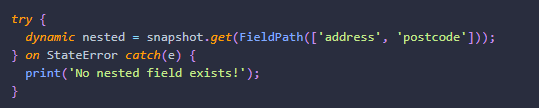 try {
  dynamic nested = snapshot.get(FieldPath(['address', 'postcode']));
} on StateError catch(e) {
  print('No nested field exists!');
}